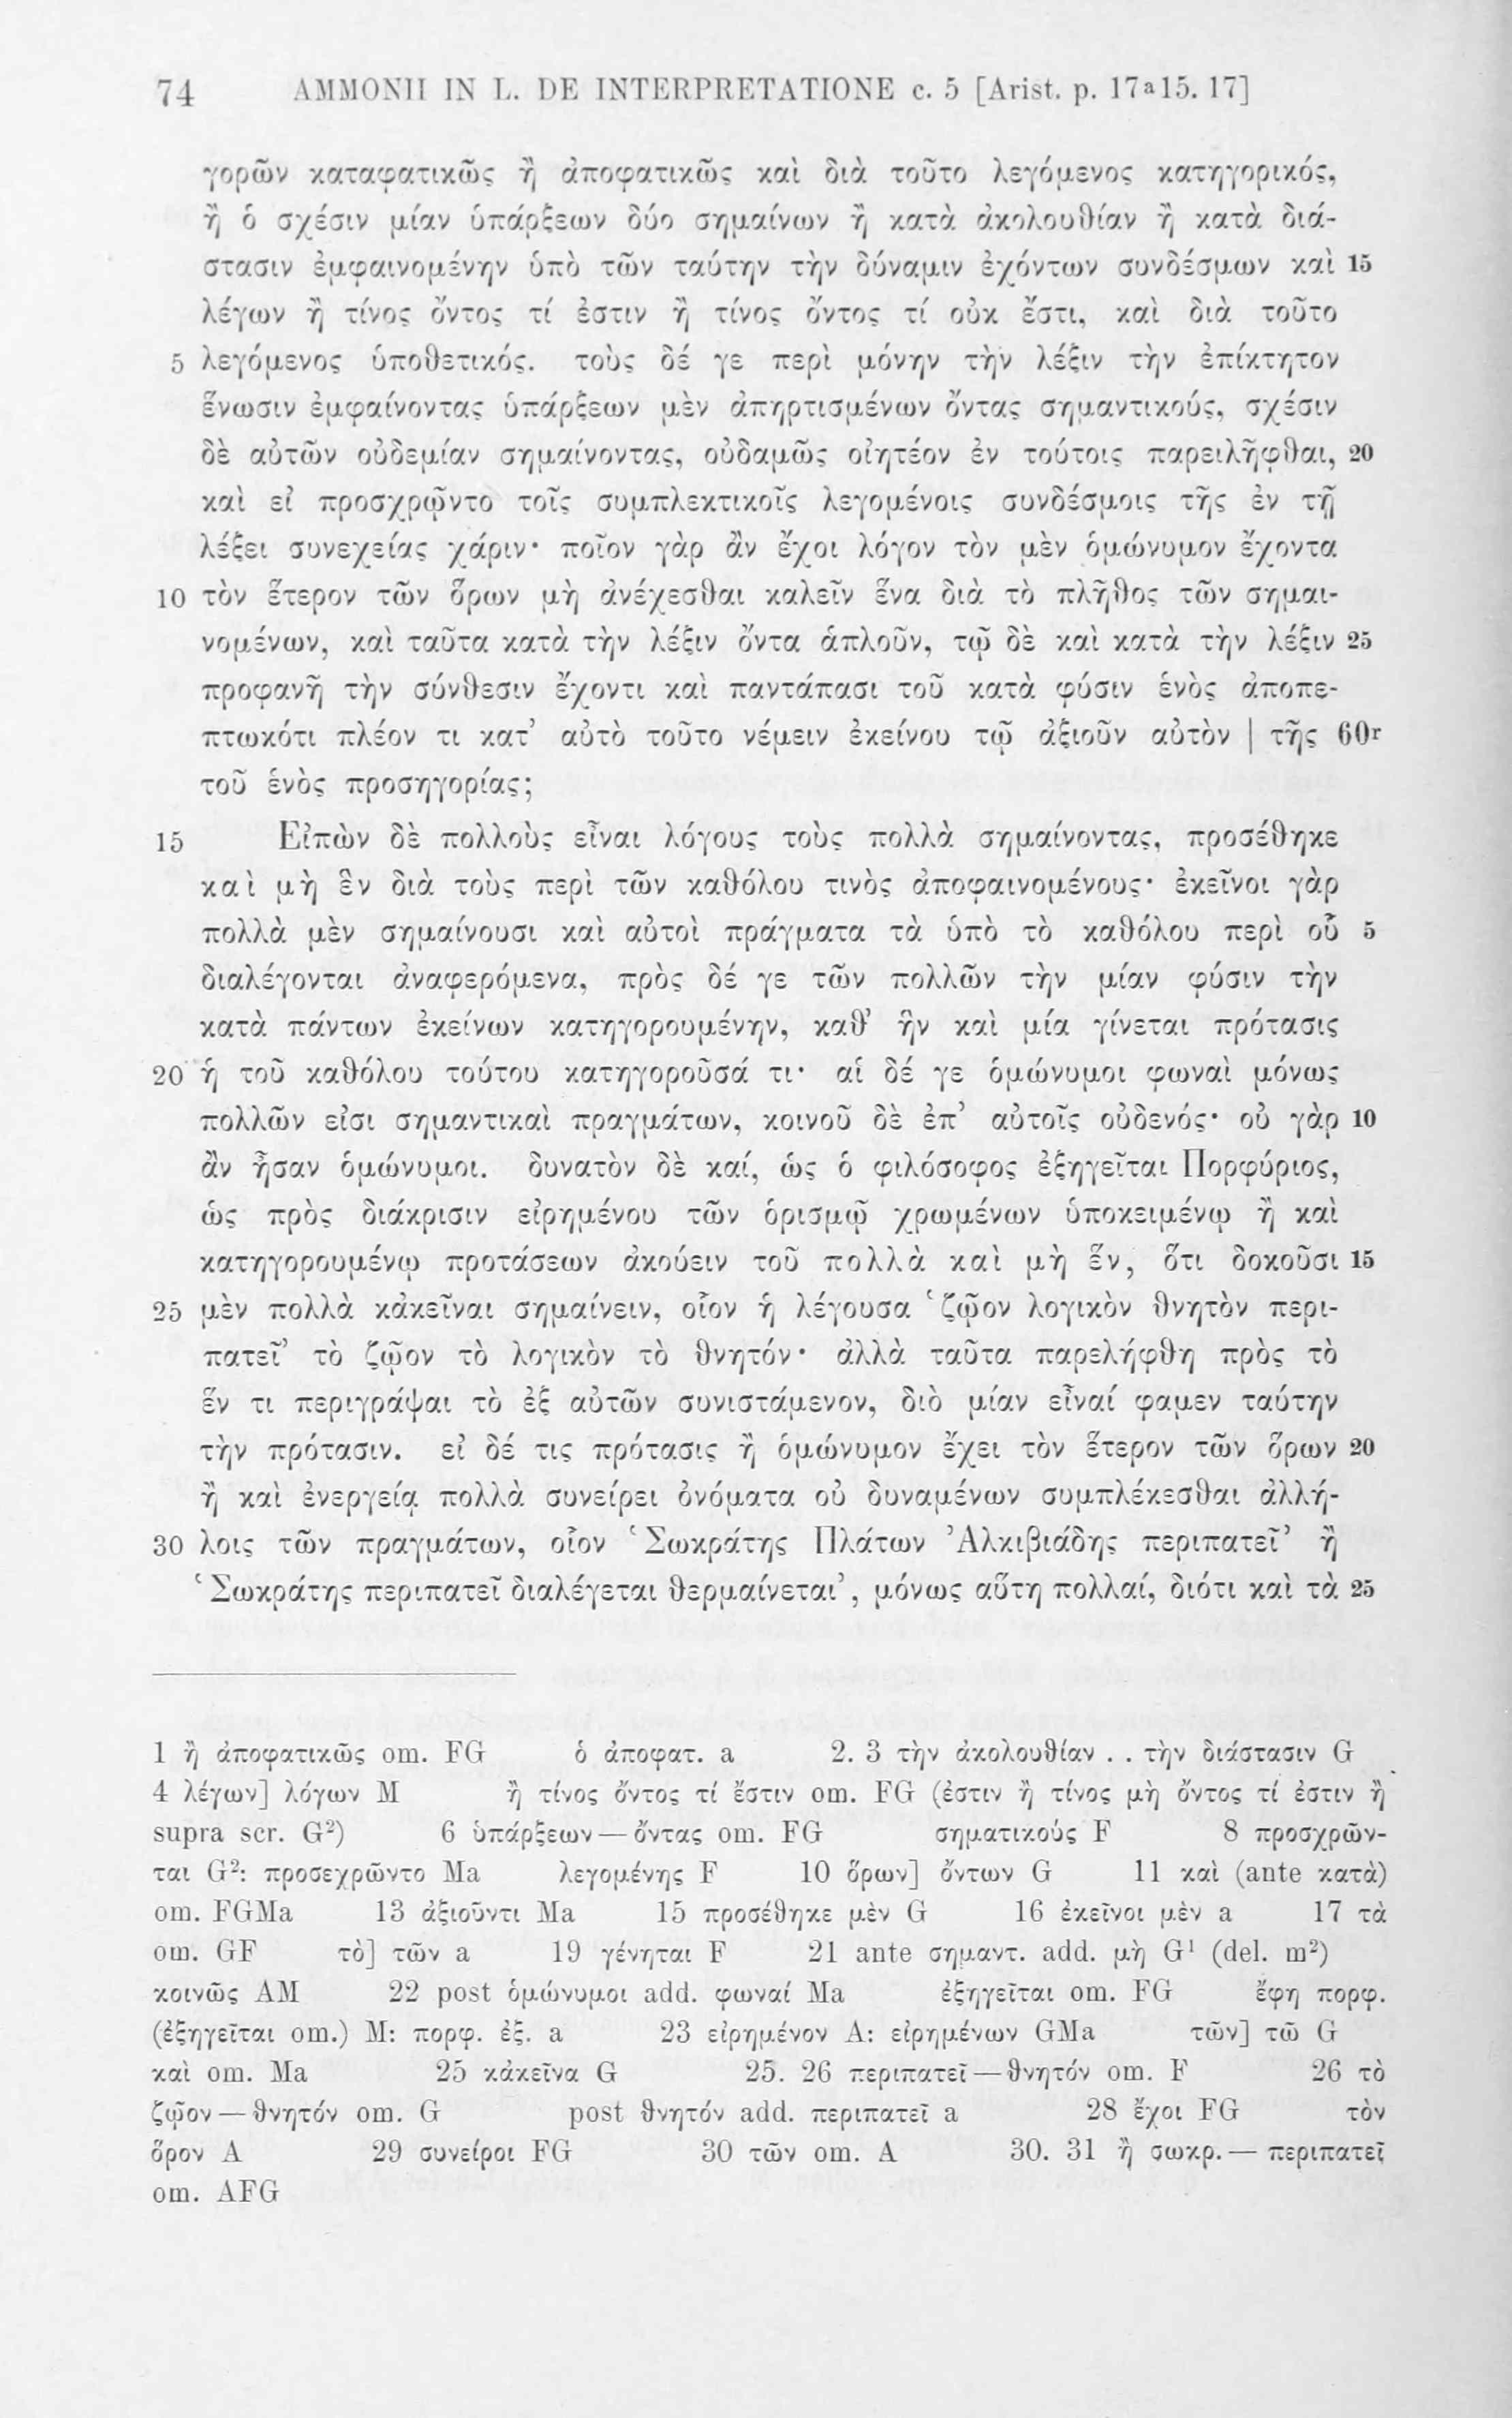 74 AMMONII IN L. DE INTERPRETATIONE c. 5 [Arist. p. 17ª15. 17]
γορῶν καταφατικῶς ἢ ἀποφατικῶς καὶ διὰ τοῦτο λεγόμενος κατηγορικός,
ἢ ὁ σχέσιν μίαν ὑπάρξεων δύο σημαίνων ἢ κατὰ ἀκολουθίαν ἢ κατὰ διά-
στασιν ἐμφαινομένην ὑπὸ τῶν ταύτην τὴν δύναμιν ἐχόντων συνδέσμων καὶ 15
λέγων ἢ τίνος ὄντος τί ἐστιν ἢ τίνος ὄντος τί οὐκ ἔστι, καὶ διὰ τοῦτο
5 λεγόμενος ὑποθετικός. τοὺς δέ γε περὶ μόνην τὴν λέξιν τὴν ἐπίκτητον
ἕνωσιν ἐμφαίνοντας ὑπάρξεων μὲν ἀπηρτισμένων ὄντας σημαντικούς, σχέσιν
δὲ αὐτῶν οὐδεμίαν σημαίνοντας, οὐδαμῶς οἰητέον ἐν τούτοις παρειλῆφθαι, 20
καὶ εἰ προσχρῷντο τοῖς συμπλεκτικοῖς λεγομένοις συνδέσμοις τῆς ἐν τῇ
λέξει συνεχείας χάριν· ποῖον γὰρ ἂν ἔχοι λόγον τὸν μὲν ὁμώνυμον ἔχοντα
10 τὸν ἕτερον τῶν ὅρων μὴ ἀνέχεσθαι καλεῖν ἕνα διὰ τὸ πλῆθος τῶν σημαι-
νομένων, καὶ ταῦτα κατὰ τὴν λέξιν ὄντα ἁπλοῦν, τῷ δὲ καὶ κατὰ τὴν λέξιν 25
προφανῆ τὴν σύνθεσιν ἔχοντι καὶ παντάπασι τοῦ κατὰ φύσιν ἑνὸς ἀποπε-
πτωκότι πλέον τι κατ’ αὐτὸ τοῦτο νέμειν ἐκείνου τῷ ἀξιοῦν αὐτὸν | τῆς 60r
τοῦ ἑνὸς προσηγορίας;
15 Εἰπὼν δὲ πολλοὺς εἶναι λόγους τοὺς πολλὰ σημαίνοντας, προσέθηκε
καὶ μὴ ἓν διὰ τοὺς περὶ τῶν καθόλου τινὸς ἀποφαινομένους· ἐκεῖνοι γὰρ
πολλὰ μὲν σημαίνουσι καὶ αὐτοὶ πράγματα τὰ ὑπὸ τὸ καθόλου περὶ οὗ 5
διαλέγονται ἀναφερόμενα, πρὸς δέ γε τῶν πολλῶν τὴν μίαν φύσιν τὴν
κατὰ πάντων ἐκείνων κατηγορουμένην, καθ’ ἣν καὶ μία γίνεται πρότασις
20 ἡ τοῦ καθόλου τούτου κατηγοροῦσά τι· αἱ δέ γε ὁμώνυμοι φωναὶ μόνως
πολλῶν εἰσι σημαντικαὶ πραγμάτων, κοινοῦ δὲ ἐπ’ αὐτοῖς οὐδενός· οὐ γὰρ 10
ἂν ἦσαν ὁμώνυμοι. δυνατὸν δὲ καί, ὡς ὁ φιλόσοφος ἐξηγεῖται Πορφύριος,
ὡς πρὸς διάκρισιν εἰρημένου τῶν ὁρισμῷ χρωμένων ὑποκειμένῳ ἢ καὶ
κατηγορουμένῳ προτάσεων ἀκούειν τοῦ πολλὰ καὶ μὴ ἕν, ὅτι δοκοῦσι 15
25 μὲν πολλὰ κἀκεῖναι σημαίνειν, οἷον ἡ λέγουσα ‘ζῷον λογικὸν θνητὸν περι-
πατεῖ’ τὸ ζῷον τὸ λογικὸν τὸ θνητόν· ἀλλὰ ταῦτα παρελήφθη πρὸς τὸ
ἕν τι περιγράψαι τὸ ἐξ αὐτῶν συνιστάμενον, διὸ μίαν εἶναί φαμεν ταύτην
τὴν πρότασιν. εἰ δέ τις πρότασις ἢ ὁμώνυμον ἔχει τὸν ἕτερον τῶν ὅρων 20
ἢ καὶ ἐνεργείᾳ πολλὰ συνείρει ὀνόματα οὐ δυναμένων συμπλέκεσθαι ἀλλή-
30 λοις τῶν πραγμάτων, οἷον ‘Σωκράτης Πλάτων Ἀλκιβιάδης περιπατεῖ’ ἢ
‘Σωκράτης περιπατεῖ διαλέγεται θερμαίνεται’, μόνως αὕτη πολλαί, διότι καὶ τὰ 25
1 ἢ ἀποφατικῶς om. FG ὁ ἀποφατ. a 2. 3 τὴν ἀκολουθίαν . . τὴν διάστασιν G
4 λέγων] λόγων M ἢ τίνος ὄντος τί ἔστιν om. FG (ἐστιν ἢ τίνος μὴ ὄντος τί ἐστιν ἢ
supra scr. G²) 6 ὑπάρξεων — ὄντας om. FG σηματικούς F 8 προσχρῶν-
ται G²: προσεχρῶντο Ma λεγομένης F 10 ὅρων] ὄντων G 11 καὶ (ante κατὰ)
om. FGMa 13 ἀξιοῦντι Ma 15 προσέθηκε μὲν G 16 ἐκεῖνοι μὲν a 17 τὰ
om. GF τὸ] τῶν a 19 γένηται F 21 ante σημαντ. add. μὴ G¹ (del. m²)
κοινῶς AM 22 post ὁμώνυμοι add. φωναί Ma ἐξηγεῖται om. FG ἔφη πορφ.
(ἐξηγεῖται om.) M: πορφ. ἐξ. a 23 εἰρημένον A: εἰρημένων GMa τῶν] τῶ G
καὶ om. Ma 25 κἀκεῖνα G 25. 26 περιπατεῖ — θνητόν om. F 26 τὸ
ζῷον — θνητόν om. G post θνητόν add. περιπατεῖ a 28 ἔχοι FG τὸν
ὅρον A 29 συνείροι FG 30 τῶν om. A 30. 31 ἢ σωκρ. — περιπατεῖ
om. AFG